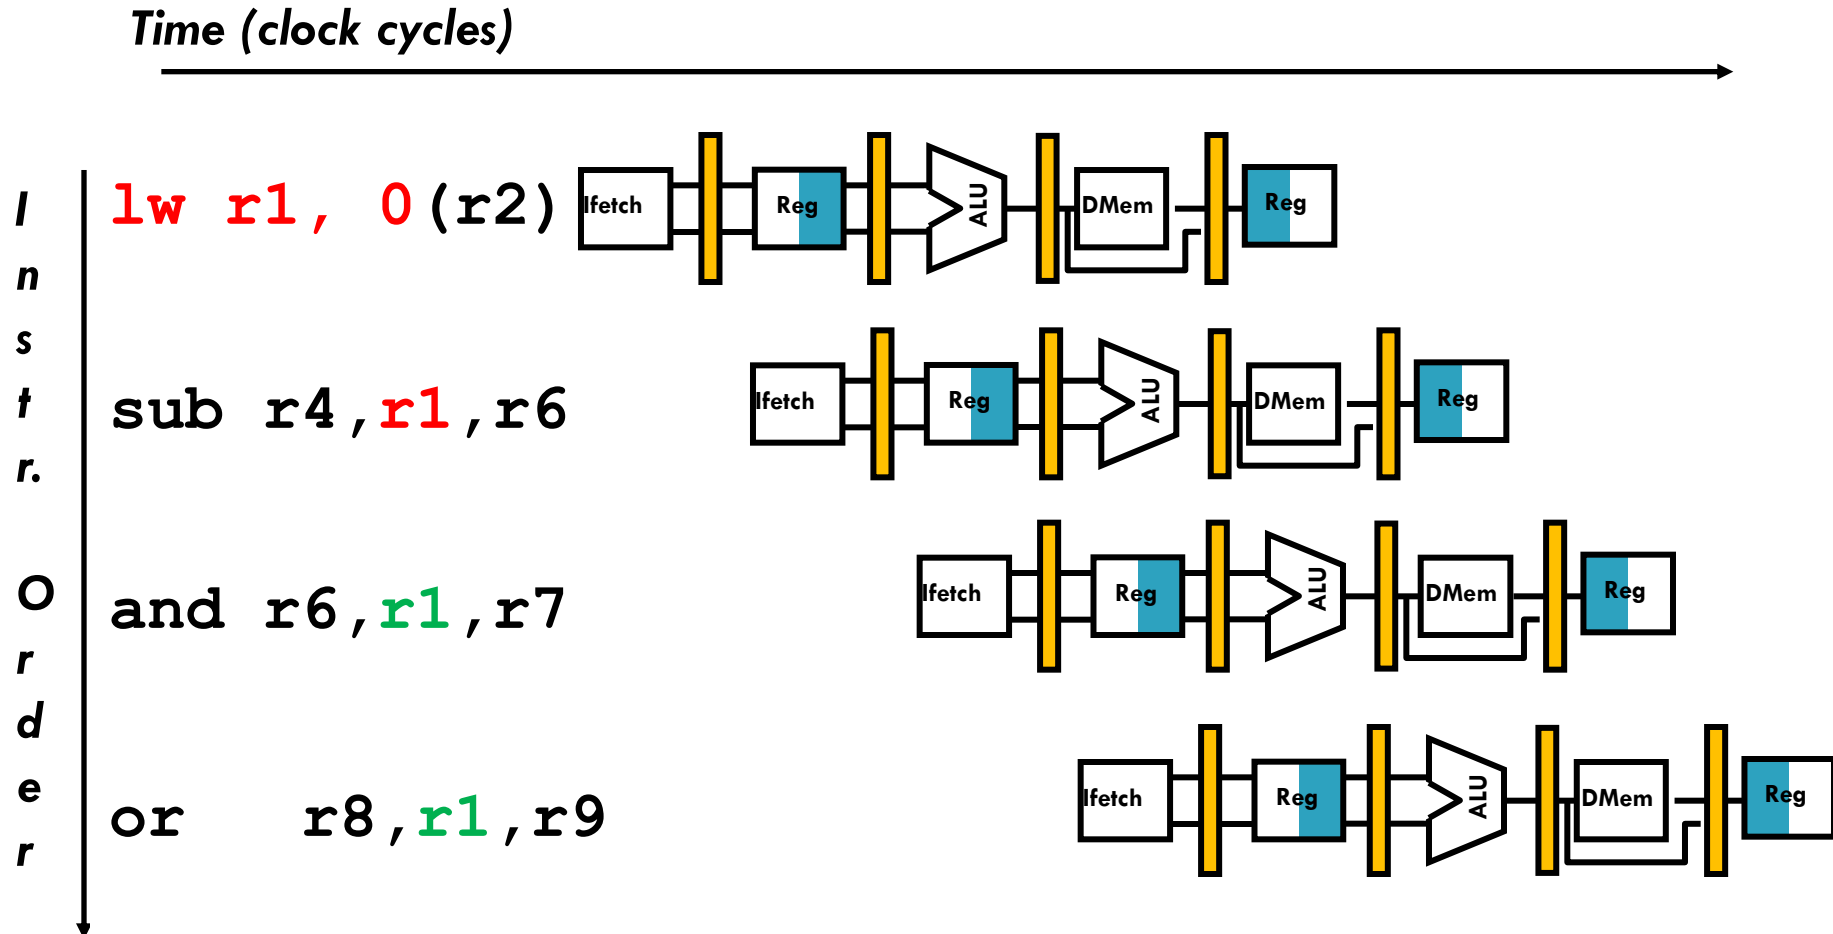 Time (clock cycles)
Instr. Order
lw r1, 0(r2)
Ifetch Reg ALU DMem Reg
sub r4,r1,r6
Ifetch Reg ALU DMem Reg
and r6,r1,r7
Ifetch Reg ALU DMem Reg
or r8,r1,r9
Ifetch Reg ALU DMem Reg